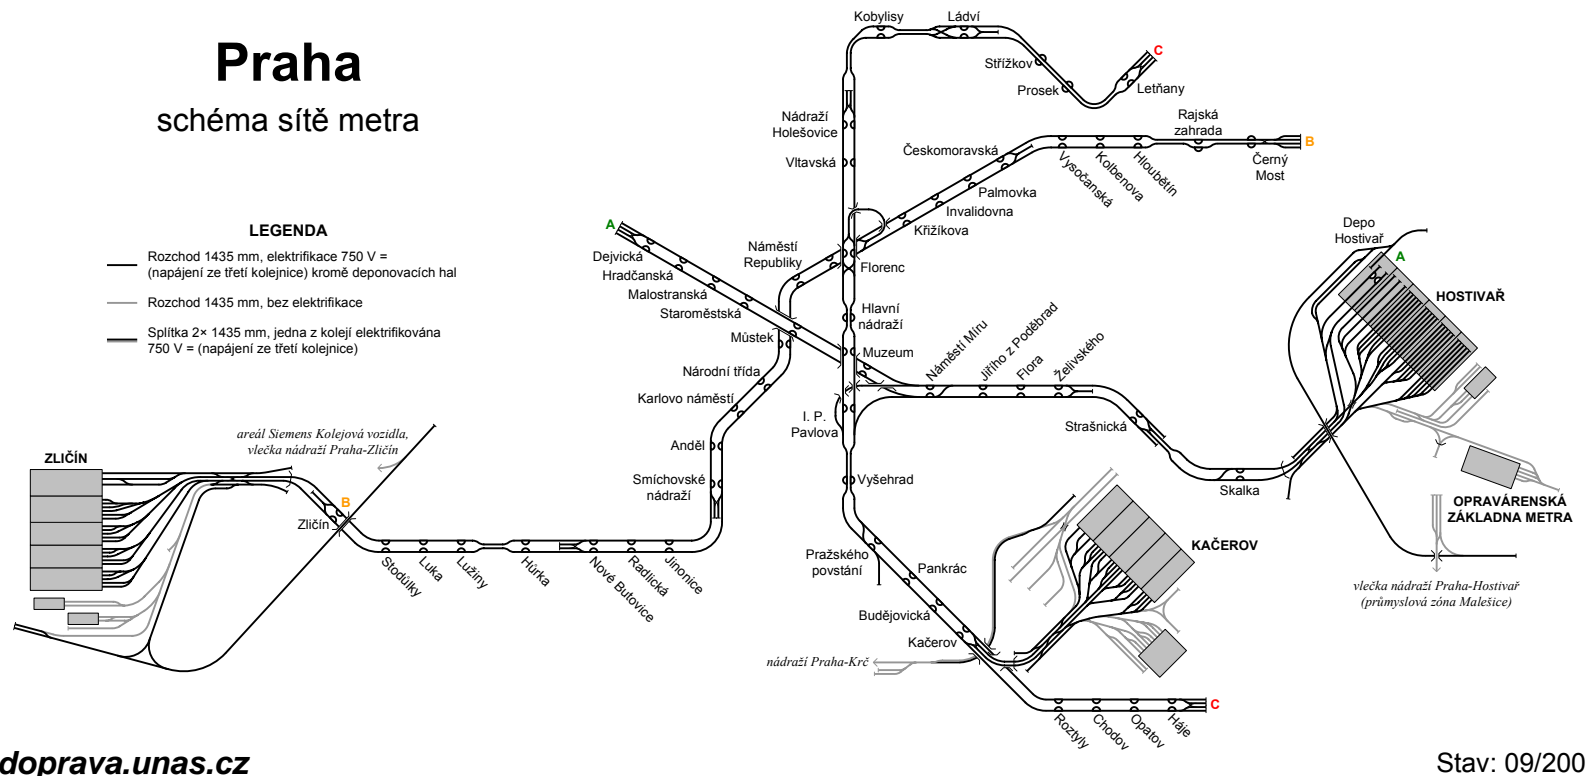 Praha
schéma sítě metra
LEGENDA
Rozchod 1435 mm, elektrifikace 750 V =
(napájení ze třetí kolejnice) kromě deponovacích hal
Rozchod 1435 mm, bez elektrifikace
Splítka 2× 1435 mm, jedna z kolejí elektrifikována
750 V = (napájení ze třetí kolejnice)
Kobylisy
Ládví
Střížkov
Prosek
C
Letňany
Nádraží
Holešovice
Vltavská
Rajská
zahrada
B
Černý
Most
Hloubětín
Kolbenova
Vysočanská
Českomoravská
Palmovka
Invalidovna
Křižíkova
Náměstí
Republiky
Florenc
A
Dejvická
Hradčanská
Malostranská
Staroměstská
Můstek
Hlavní
nádraží
Muzeum
Náměstí Míru
Jiřího z Poděbrad
Flora
Želivského
Strašnická
Skalka
Depo
Hostivař
A
HOSTIVAŘ
OPRAVÁRENSKÁ
ZÁKLADNA METRA
vlečka nádraží Praha-Hostivař
(průmyslová zóna Malešice)
Národní třída
Karlovo náměstí
Anděl
Smíchovské
nádraží
I. P.
Pavlova
Vyšehrad
Pražského
povstání
Pankrác
Budějovická
Kačerov
KAČEROV
nádraží Praha-Krč
Roztyly
Chodov
Opatov
Háje
C
areál Siemens Kolejová vozidla,
vlečka nádraží Praha-Zličín
ZLIČÍN
B
Zličín
Stodůlky
Luka
Lužiny
Hůrka
Nové Butovice
Radlická
Jinonice
doprava.unas.cz
Stav: 09/200